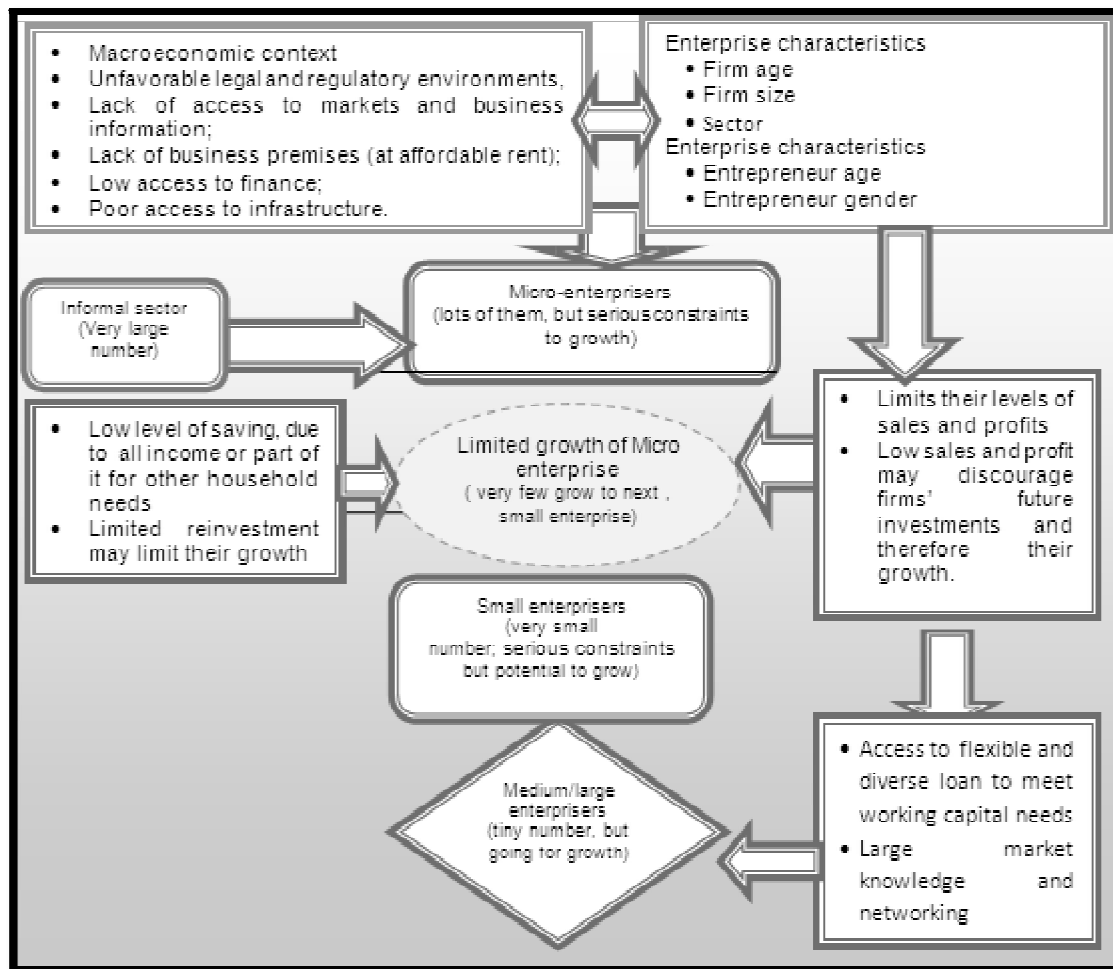 • Macroeconomic context
• Unfavorable legal and regulatory environments,
• Lack of access to markets and business
information;
• Lack of business premises (at affordable rent);
• Low access to finance;
• Poor access to infrastructure.
Enterprise characteristics
• Firm age
• Firm size
• Sector
Enterprise characteristics
• Entrepreneur age
• Entrepreneur gender
Informal sector
(Very large
number)
Micro-enterprisers
(lots of them, but serious constraints
to growth)
• Low level of saving, due
to all income or part of
it for other household
needs
• Limited reinvestment
may limit their growth
Limited growth of Micro
enterprise
( very few grow to next ,
small enterprise)
• Limits their levels of
sales and profits
• Low sales and profit
may discourage
firms' future
investments and
therefore their
growth.
Small enterprisers
(very small
number; serious constraints
but potential to grow)
Medium/large
enterprisers
(tiny number, but
going for growth)
• Access to flexible and
diverse loan to meet
working capital needs
• Large market
knowledge and
networking